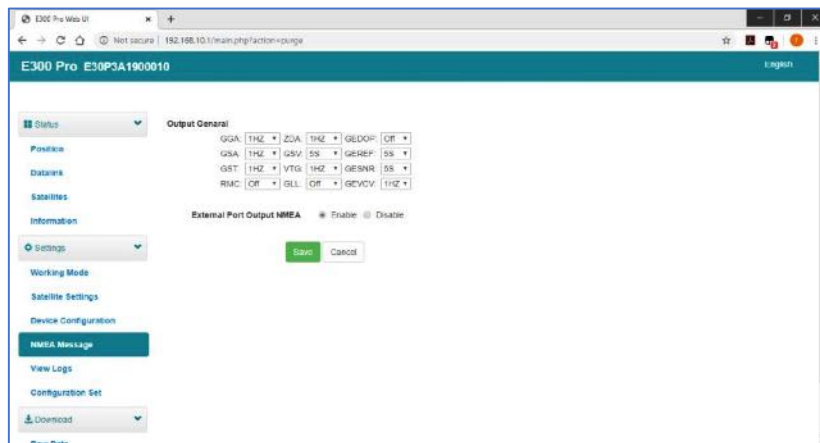 E300 Pro Web UI
Not secure | 192.168.10.1/main.php?action=purge
E300 Pro E30P3A1900010
English
Status
Position
Datalink
Satellites
Information
Settings
Working Mode
Satellite Settings
Device Configuration
NMEA Message
View Logs
Configuration Set
Download
Raw Data
Output General
GGA: 1HZ ZDA: 1HZ GEDOP: Off
GSA: 1HZ GSV: 5S GEREF: 5S
GST: 1HZ VTG: 1HZ GESNR: 5S
RMC: Off GLL: Off GEVCV: 1HZ
External Port Output NMEA Enable Disable
Save Cancel